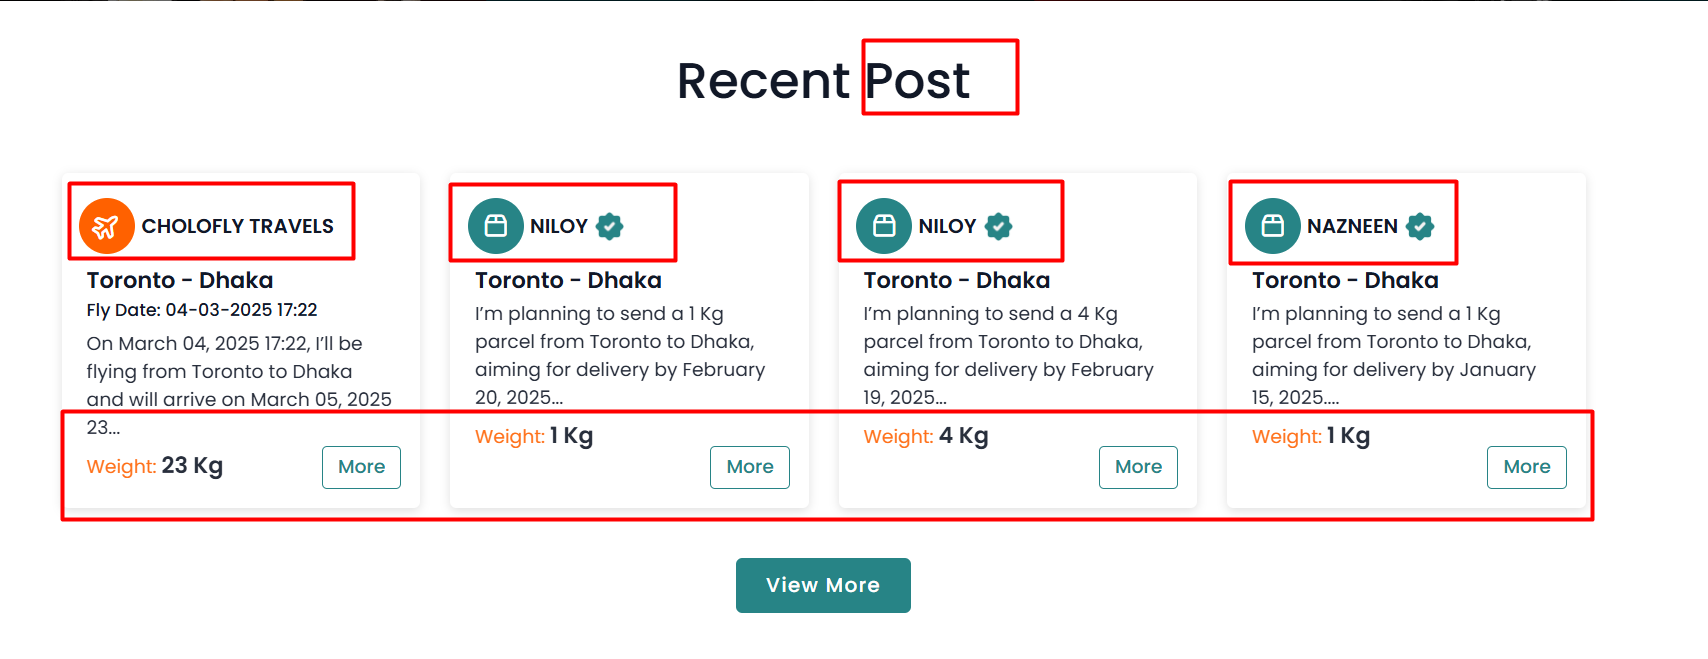 Recent Post
CHOLOFLY TRAVELS
Toronto - Dhaka
Fly Date: 04-03-2025 17:22
On March 04, 2025 17:22, I’ll be
flying from Toronto to Dhaka
and will arrive on March 05, 2025
23...
Weight: 23 Kg
More
NILOY
Toronto - Dhaka
I’m planning to send a 1 Kg
parcel from Toronto to Dhaka,
aiming for delivery by February
20, 2025...
Weight: 1 Kg
More
NILOY
Toronto - Dhaka
I’m planning to send a 4 Kg
parcel from Toronto to Dhaka,
aiming for delivery by February
19, 2025...
Weight: 4 Kg
More
NAZNEEN
Toronto - Dhaka
I’m planning to send a 1 Kg
parcel from Toronto to Dhaka,
aiming for delivery by January
15, 2025....
Weight: 1 Kg
More
View More